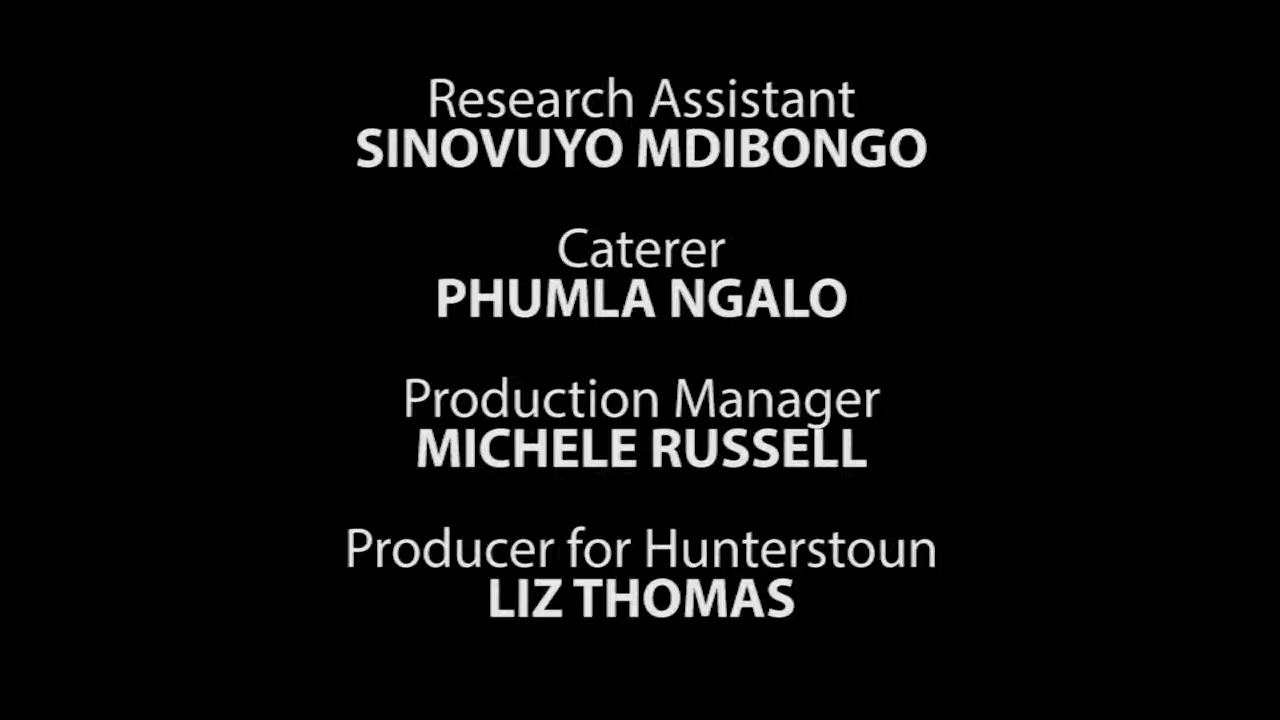 Research Assistant
SINOVUYO MDIBONGO
Caterer
PHUMLA NGALO
Production Manager
MICHELE RUSSELL
Producer for Hunterstoun
LIZ THOMAS